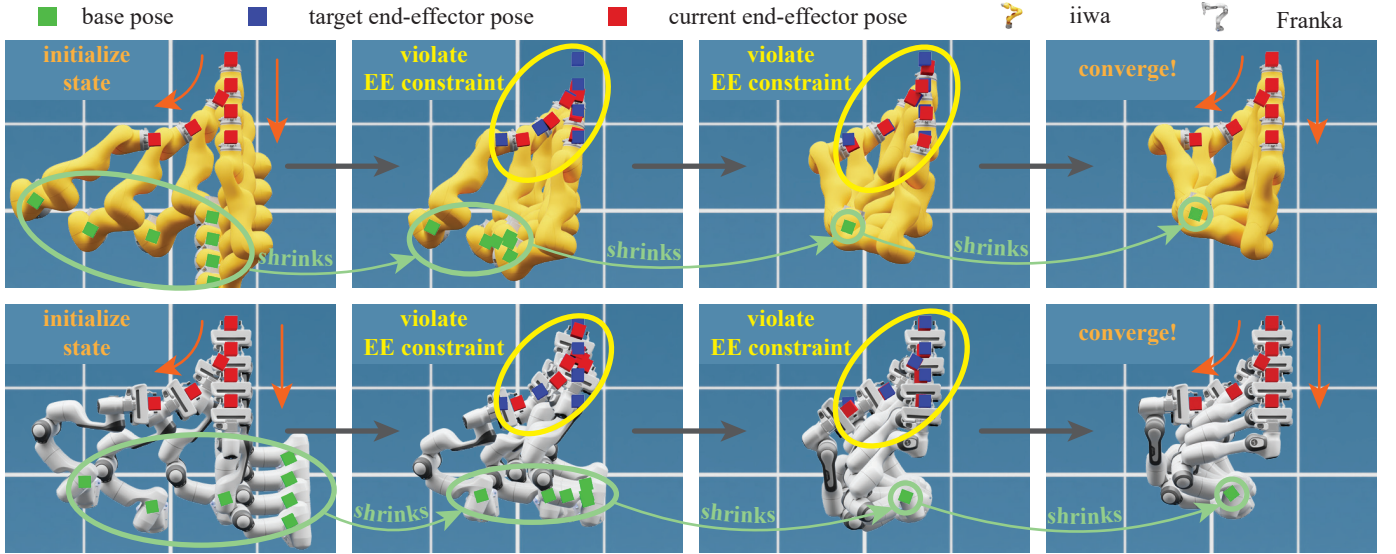 base pose
target end-effector pose
current end-effector pose
iiwa
Franka
initialize
state
violate
EE constraint
violate
EE constraint
converge!
shrinks
shrinks
shrinks
initialize
state
violate
EE constraint
violate
EE constraint
converge!
shrinks
shrinks
shrinks